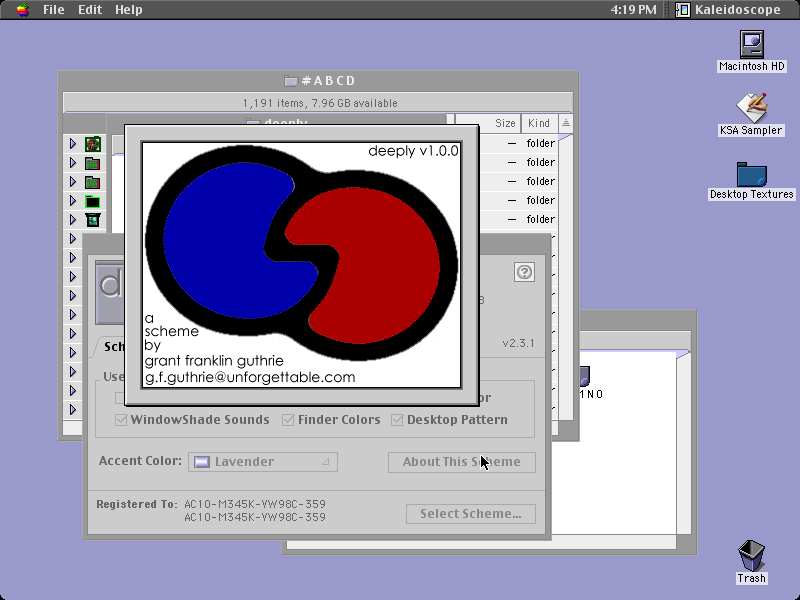 File Edit Help
4:19 PM
Kaleidoscope
#ABCD
1,191 items, 7.96 GB available
deeply
Size Kind
— folder
— folder
— folder
— folder
— folder
Macintosh HD
KSA Sampler
Desktop Textures
deeply v1.0.0
a
scheme
by
grant franklin guthrie
g.f.guthrie@unforgettable.com
d
?
8
v2.3.1
Sch
Use
or
WindowShade Sounds Finder Colors Desktop Pattern
Accent Color: Lavender About This Scheme
Registered To: AC10-M345K-YW98C-359
AC10-M345K-YW98C-359
Select Scheme...
Trash